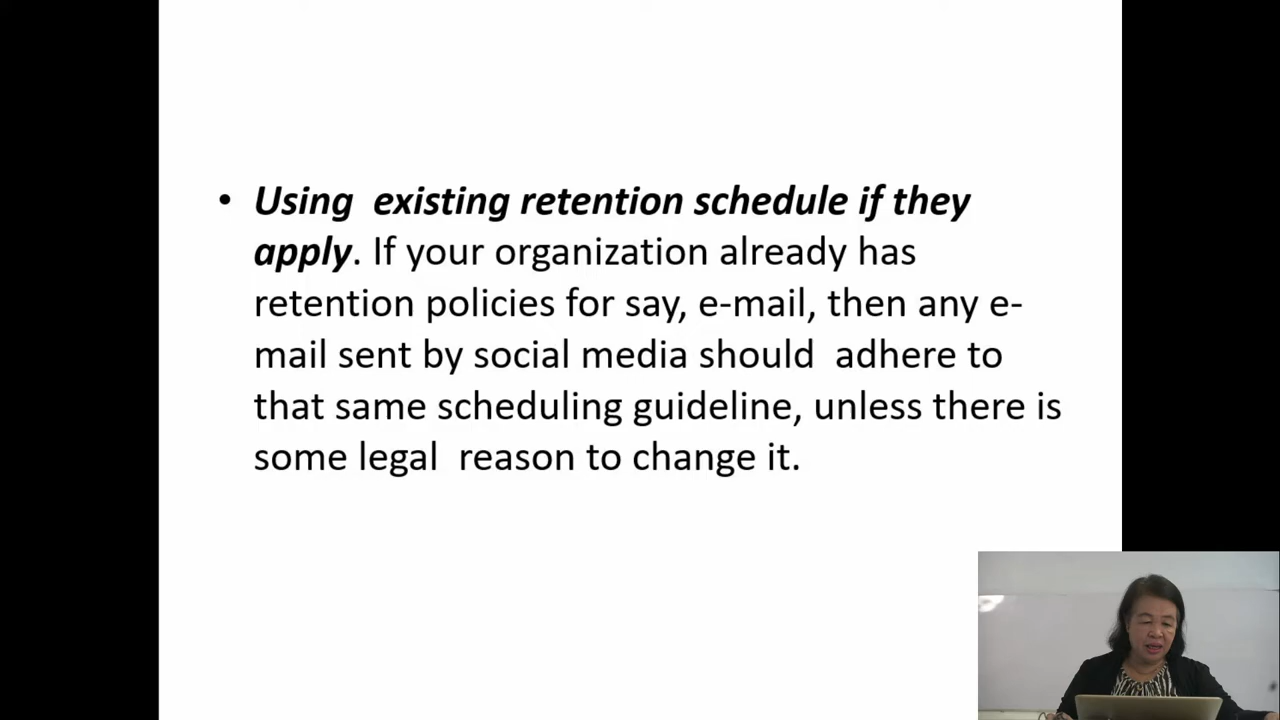 • Using  existing retention schedule if they
apply. If your organization already has
retention policies for say, e-mail, then any e-
mail sent by social media should  adhere to
that same scheduling guideline, unless there is
some legal  reason to change it.